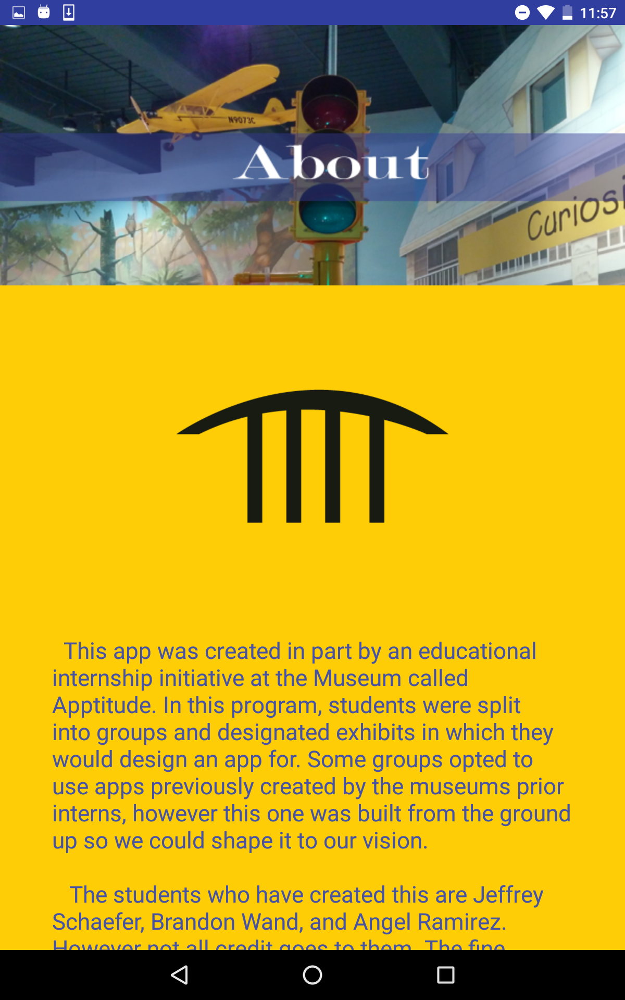 11:57
N9073C
About
Curiosi
This app was created in part by an educational
internship initiative at the Museum called
Apptitude. In this program, students were split
into groups and designated exhibits in which they
would design an app for. Some groups opted to
use apps previously created by the museums prior
interns, however this one was built from the ground
up so we could shape it to our vision.
The students who have created this are Jeffrey
Schaefer, Brandon Wand, and Angel Ramirez.
However not all credit goes to them. The fine